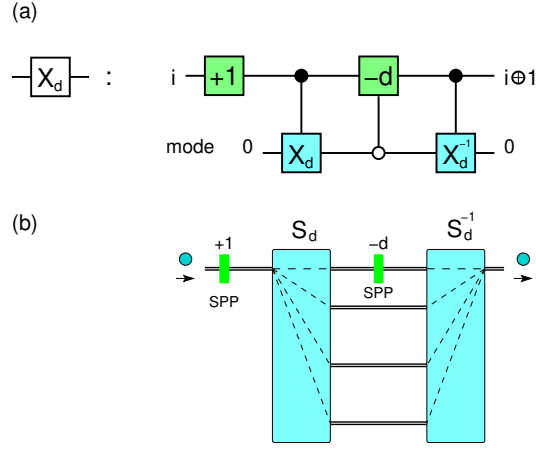 (a)
X_d : i +1 −d i⊕1
mode 0 X_d X_d^-1 0
(b)
S_d S_d^-1
+1 −d
SPP SPP